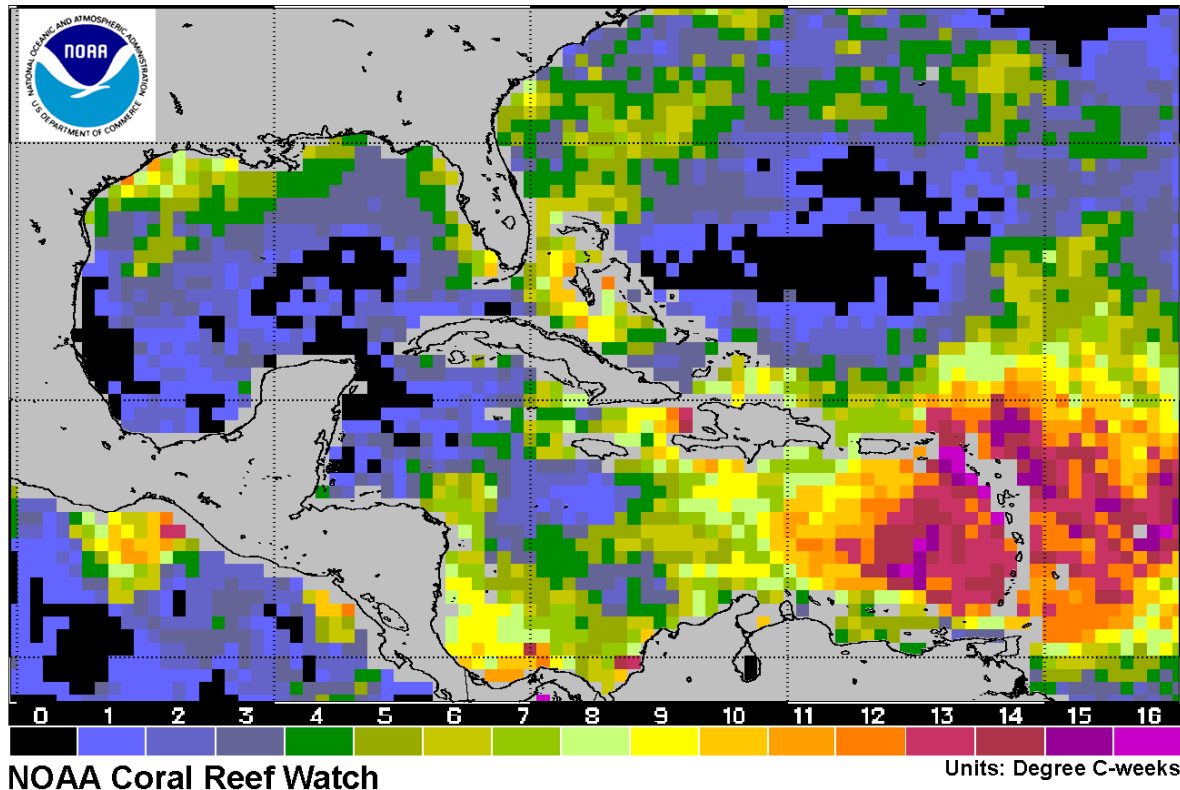 NATIONAL OCEANIC AND ATMOSPHERIC ADMINISTRATION
NOAA
U.S. DEPARTMENT OF COMMERCE
0 1 2 3 4 5 6 7 8 9 10 11 12 13 14 15 16
NOAA Coral Reef Watch
Units: Degree C-weeks